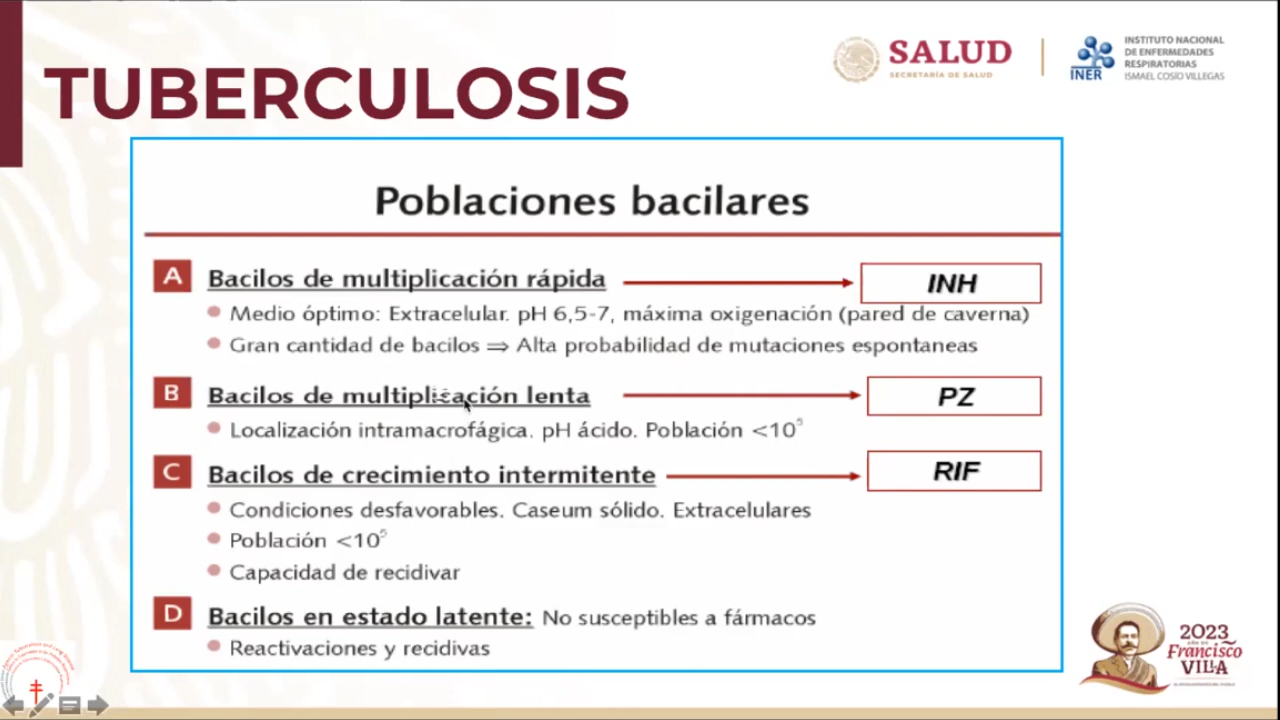 TUBERCULOSIS
SALUD
SECRETARÍA DE SALUD
INER
INSTITUTO NACIONAL
DE ENFERMEDADES
RESPIRATORIAS
ISMAEL COSÍO VILLEGAS
Poblaciones bacilares
A Bacilos de multiplicación rápida INH
Medio óptimo: Extracelular. pH 6,5-7, máxima oxigenación (pared de caverna)
Gran cantidad de bacilos ⇒ Alta probabilidad de mutaciones espontaneas
B Bacilos de multiplicación lenta PZ
Localización intramacrofágica. pH ácido. Población <10⁵
C Bacilos de crecimiento intermitente RIF
Condiciones desfavorables. Caseum sólido. Extracelulares
Población <10⁵
Capacidad de recidivar
D Bacilos en estado latente: No susceptibles a fármacos
Reactivaciones y recidivas
2023
AÑO DE
Francisco
VILLA